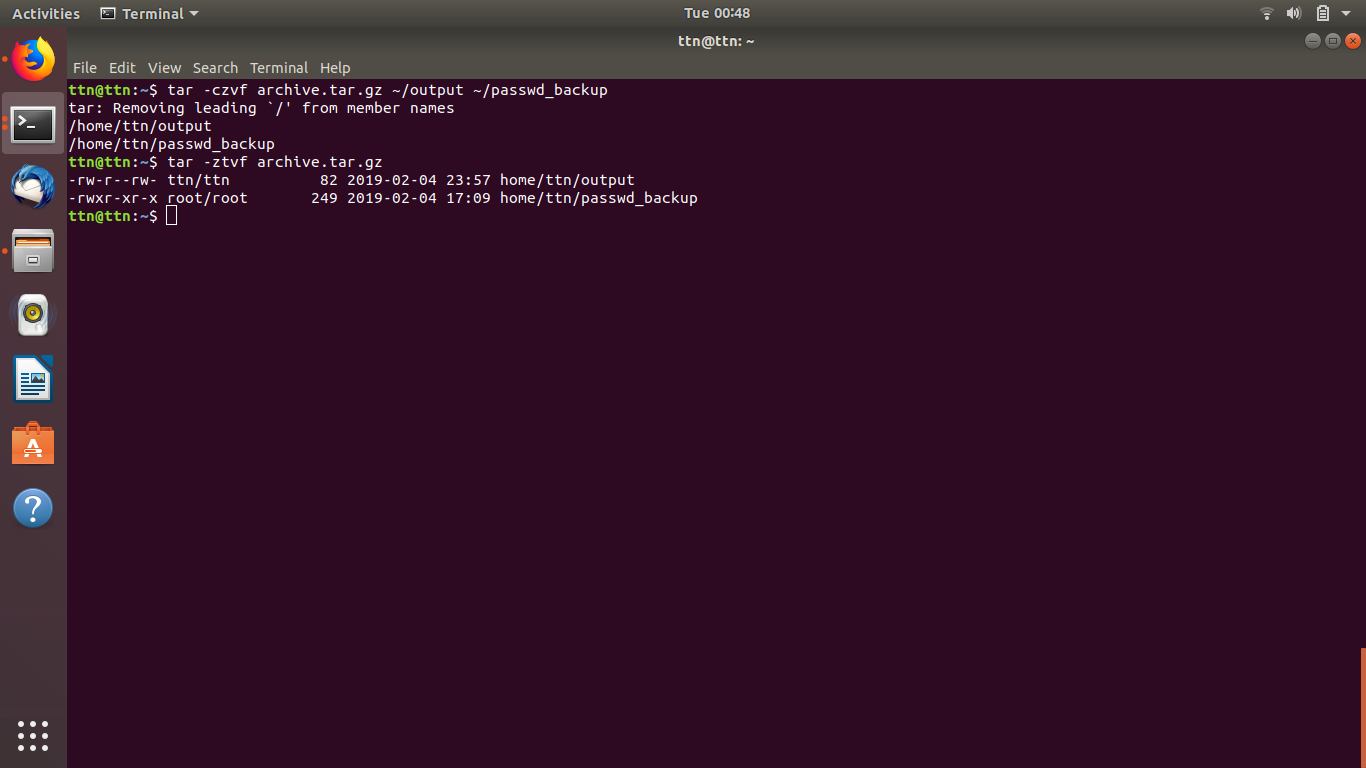 Activities Terminal Tue 00:48
ttn@ttn: ~
File Edit View Search Terminal Help
ttn@ttn:~$ tar -czvf archive.tar.gz ~/output ~/passwd_backup
tar: Removing leading `/' from member names
/home/ttn/output
/home/ttn/passwd_backup
ttn@ttn:~$ tar -ztvf archive.tar.gz
-rw-r--rw- ttn/ttn          82 2019-02-04 23:57 home/ttn/output
-rwxr-xr-x root/root       249 2019-02-04 17:09 home/ttn/passwd_backup
ttn@ttn:~$